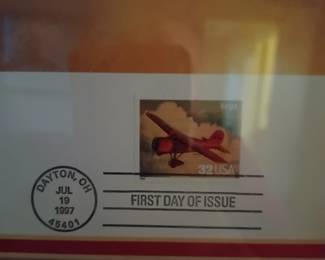 32USA
DAYTON, OH
JUL
19
1997
45401
FIRST DAY OF ISSUE